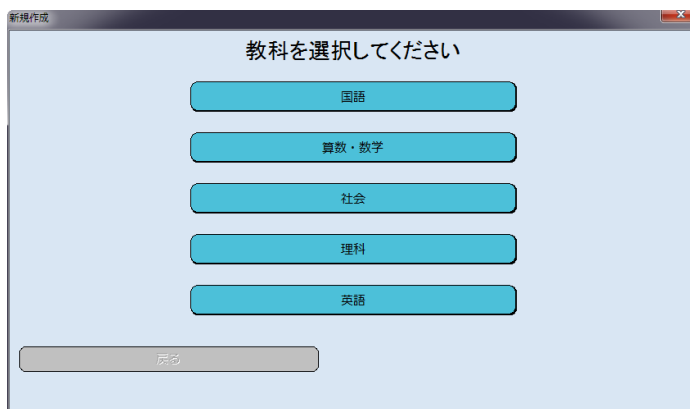 新規作成
教科を選択してください
国語
算数・数学
社会
理科
英語
戻る